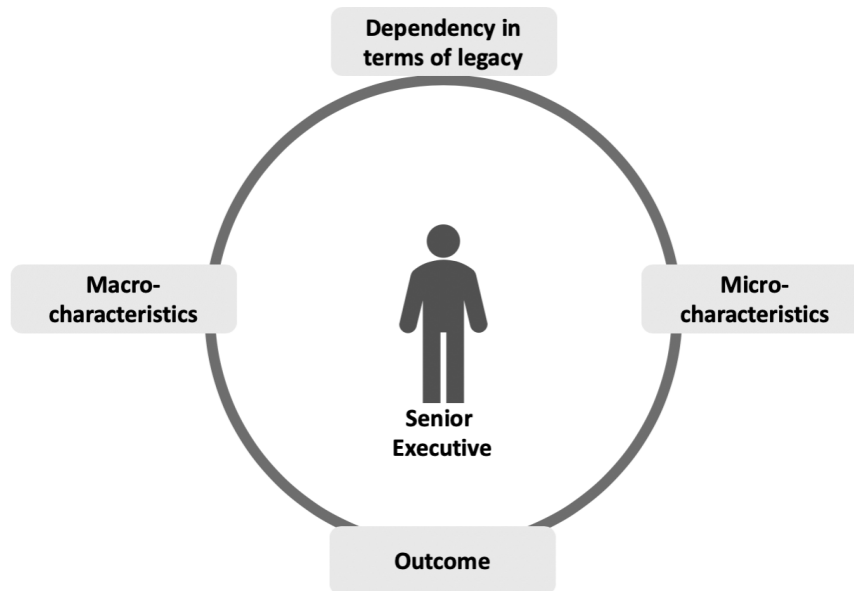 Dependency in
terms of legacy
Macro-
characteristics
Micro-
characteristics
Senior
Executive
Outcome